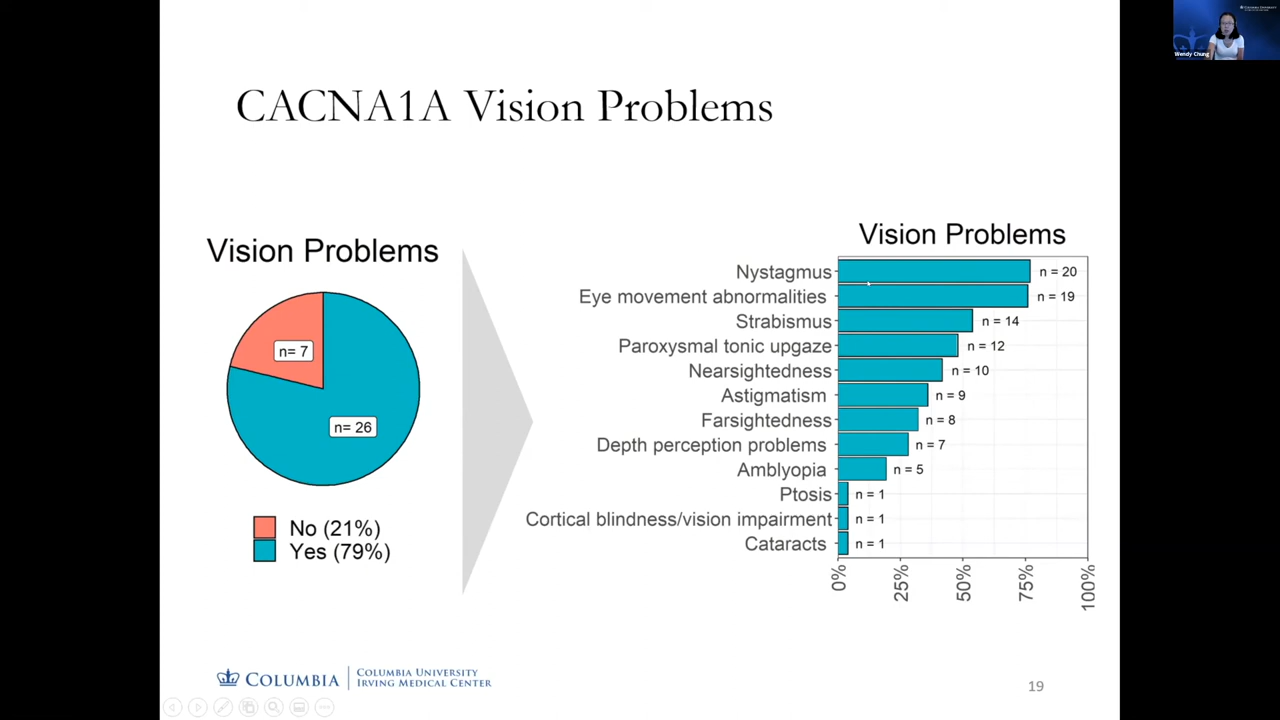 CACNA1A Vision Problems
Vision Problems
n= 7
n= 26
No (21%)
Yes (79%)
Vision Problems
Nystagmus n = 20
Eye movement abnormalities n = 19
Strabismus n = 14
Paroxysmal tonic upgaze n = 12
Nearsightedness n = 10
Astigmatism n = 9
Farsightedness n = 8
Depth perception problems n = 7
Amblyopia n = 5
Ptosis n = 1
Cortical blindness/vision impairment n = 1
Cataracts n = 1
0% 25% 50% 75% 100%
COLUMBIA
COLUMBIA UNIVERSITY
IRVING MEDICAL CENTER
19
Wendy Chung